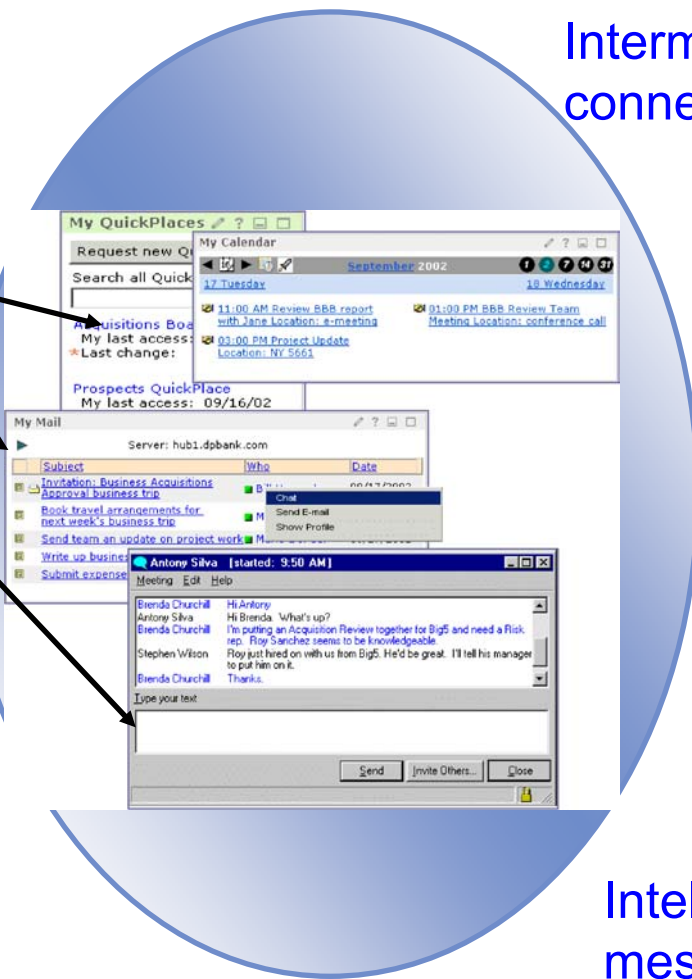 Interm
conne
My QuickPlaces
Request new Qu
Search all Quick
Acquisitions Boa
My last access:
*Last change:
Prospects QuickPlace
My last access: 09/16/02
My Calendar
September 2002
1 2 7 14 31
17 Tuesday
18 Wednesday
11:00 AM Review BBB report
with Jane Location: e-meeting
03:00 PM Project Update
Location: NY 5661
01:00 PM BBB Review Team
Meeting Location: conference call
My Mail
Server: hub1.dpbank.com
Subject Who Date
Invitation: Business Acquisitions
Approval business trip
Book travel arrangements for
next week's business trip
Send team an update on project work
Write up busines
Submit expense
Chat
Send E-mail
Show Profile
Antony Silva [started: 9:50 AM]
Meeting Edit Help
Brenda Churchill Hi Antony
Antony Silva Hi Brenda. What's up?
Brenda Churchill I'm putting an Acquisition Review together for Big5 and need a Risk
rep. Roy Sanchez seems to be knowledgeable.
Stephen Wilson Roy just hired on with us from Big5. He'd be great. I'll tell his manager
to put him on it.
Brenda Churchill Thanks.
Type your text
Send Invite Others... Close
Intel
mes